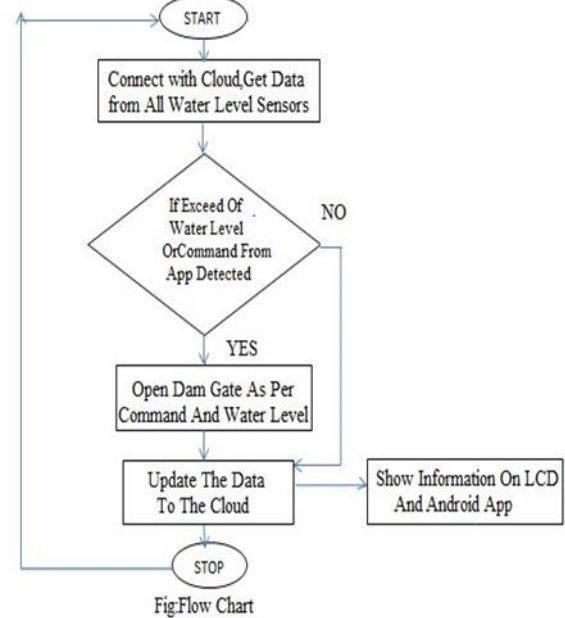 START
Connect with Cloud,Get Data
from All Water Level Sensors
If Exceed Of
Water Level
OrCommand From
App Detected
NO
YES
Open Dam Gate As Per
Command And Water Level
Update The Data
To The Cloud
Show Information On LCD
And Android App
STOP
Fig:Flow Chart